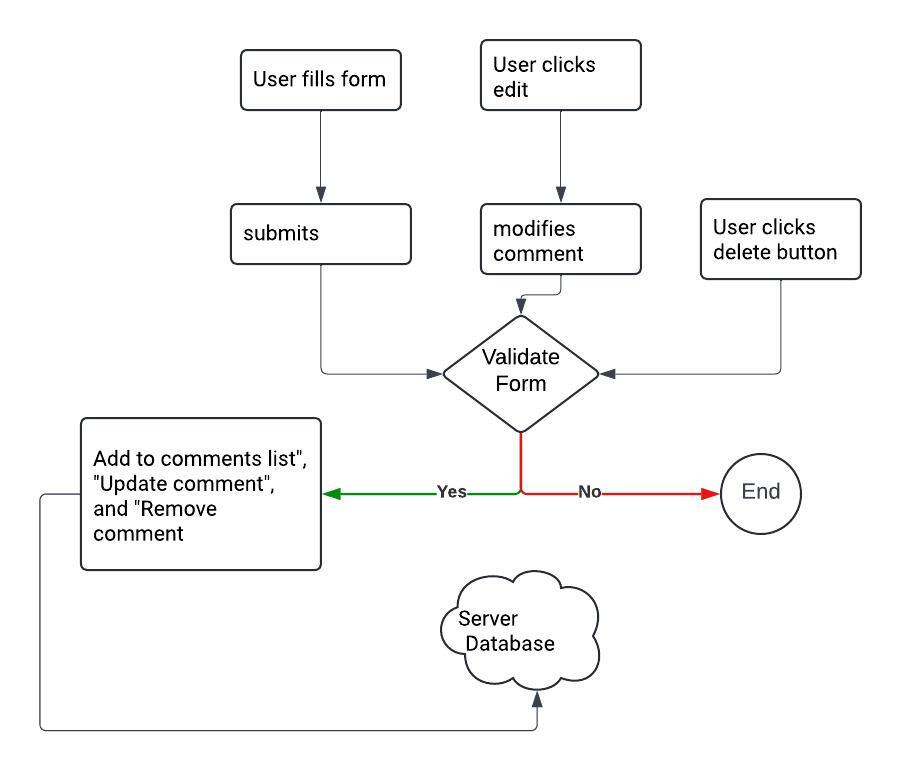 User fills form
User clicks
edit
submits
modifies
comment
User clicks
delete button
Validate
Form
Add to comments list",
"Update comment",
and "Remove
comment
Yes
No
End
Server
Database